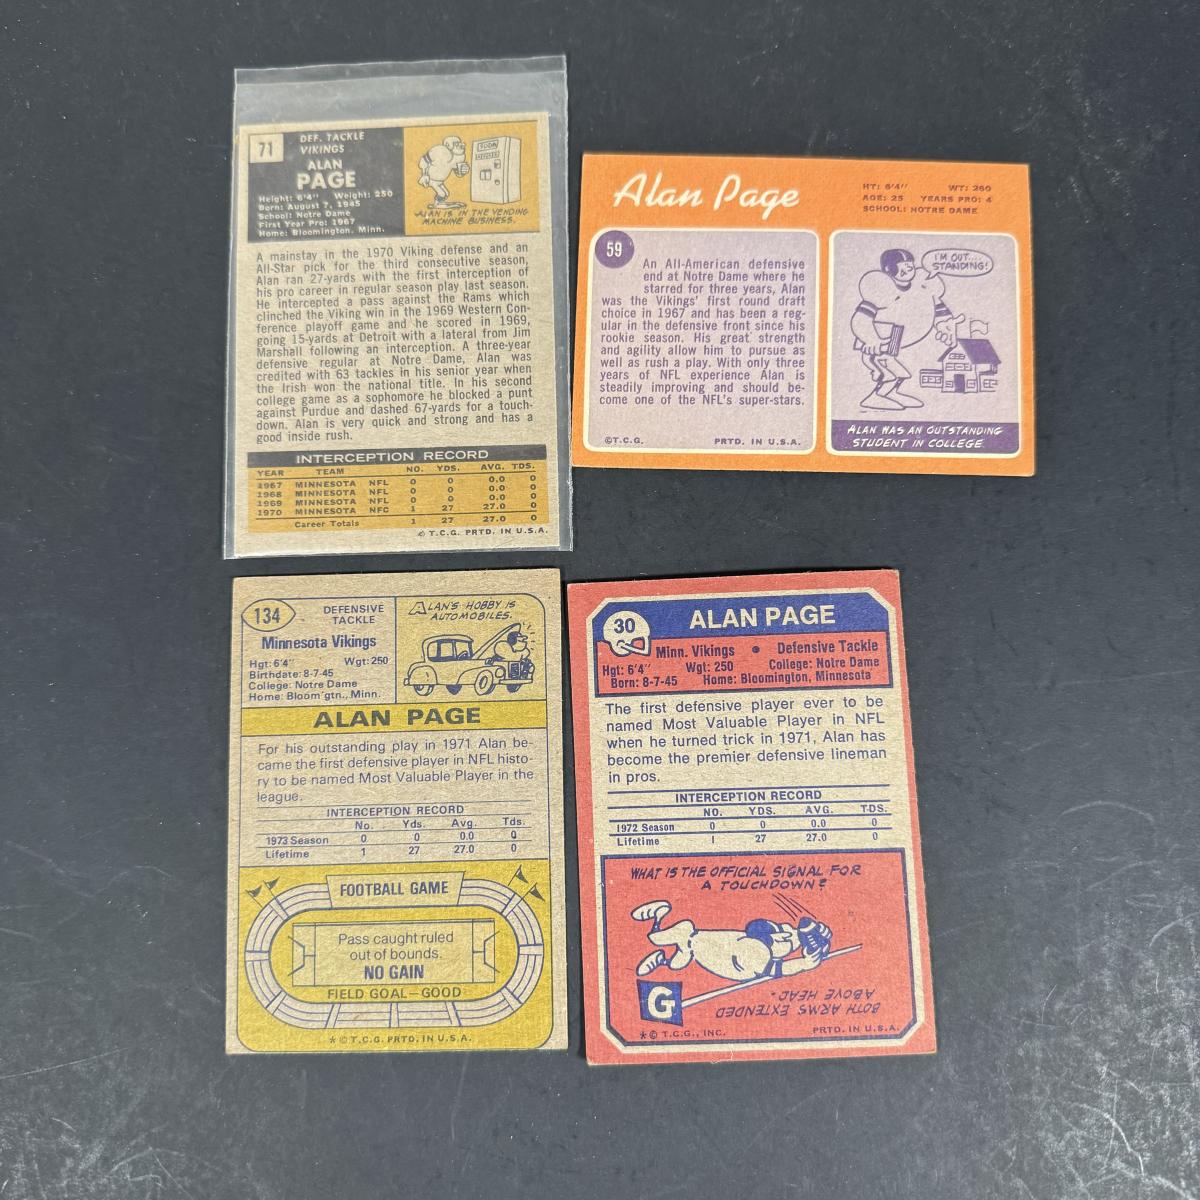 71
DEF. TACKLE
VIKINGS
ALAN
PAGE
Height: 6'4" Weight: 250
Born: August 7, 1945
School: Notre Dame
First Year Pro: 1967
Home: Bloomington, Minn.
SODA
ALAN IS IN THE VENDING
MACHINE BUSINESS.
A mainstay in the 1970 Viking defense and an
All-Star pick for the third consecutive season,
Alan ran 27-yards with the first interception of
his pro career in regular season play last season.
He intercepted a pass against the Rams which
clinched the Viking win in the 1969 Western Con-
ference playoff game and he scored in 1969,
going 15-yards at Detroit with a lateral from Jim
Marshall following an interception. A three-year
defensive regular at Notre Dame, Alan was
credited with 63 tackles in his senior year when
the Irish won the national title. In his second
college game as a sophomore he blocked a punt
against Purdue and dashed 67-yards for a touch-
down. Alan is very quick and strong and has a
good inside rush.
INTERCEPTION RECORD
YEAR TEAM NO. YDS. AVG. TDS.
1967 MINNESOTA NFL 0 0 0.0 0
1968 MINNESOTA NFL 0 0 0.0 0
1969 MINNESOTA NFL 0 0 0.0 0
1970 MINNESOTA NFC 1 27 27.0 0
Career Totals 1 27 27.0 0
© T.C.G. PRTD. IN U.S.A.
Alan Page
HT: 6'4" WT: 260
AGE: 25 YEARS PRO: 4
SCHOOL: NOTRE DAME
59
An All-American defensive
end at Notre Dame where he
starred for three years, Alan
was the Vikings' first round draft
choice in 1967 and has been a reg-
ular in the defensive front since his
rookie season. His great strength
and agility allow him to pursue as
well as rush a play. With only three
years of NFL experience Alan is
steadily improving and should be-
come one of the NFL's super-stars.
©T.C.G. PRTD. IN U.S.A.
I'M OUT....
STANDING!
ALAN WAS AN OUTSTANDING
STUDENT IN COLLEGE
134
DEFENSIVE
TACKLE
Minnesota Vikings
Hgt: 6'4" Wgt: 250
Birthdate: 8-7-45
College: Notre Dame
Home: Bloom'gtn., Minn.
ALAN'S HOBBY IS
AUTOMOBILES.
ALAN PAGE
For his outstanding play in 1971 Alan be-
came the first defensive player in NFL histo-
ry to be named Most Valuable Player in the
league.
INTERCEPTION RECORD
No. Yds. Avg. Tds.
1973 Season 0 0 0.0 0
Lifetime 1 27 27.0 0
FOOTBALL GAME
Pass caught ruled
out of bounds.
NO GAIN
FIELD GOAL—GOOD
*© T.C.G. PRTD. IN U.S.A.
30
ALAN PAGE
Minn. Vikings • Defensive Tackle
Hgt: 6'4" Wgt: 250 College: Notre Dame
Born: 8-7-45 Home: Bloomington, Minnesota
The first defensive player ever to be
named Most Valuable Player in NFL
when he turned trick in 1971, Alan has
become the premier defensive lineman
in pros.
INTERCEPTION RECORD
NO. YDS. AVG. TDS.
1972 Season 0 0 0.0 0
Lifetime 1 27 27.0 0
WHAT IS THE OFFICIAL SIGNAL FOR
A TOUCHDOWN?
G
BOTH ARMS EXTENDED
ABOVE HEAD.
*© T.C.G., INC. PRTD. IN U.S.A.